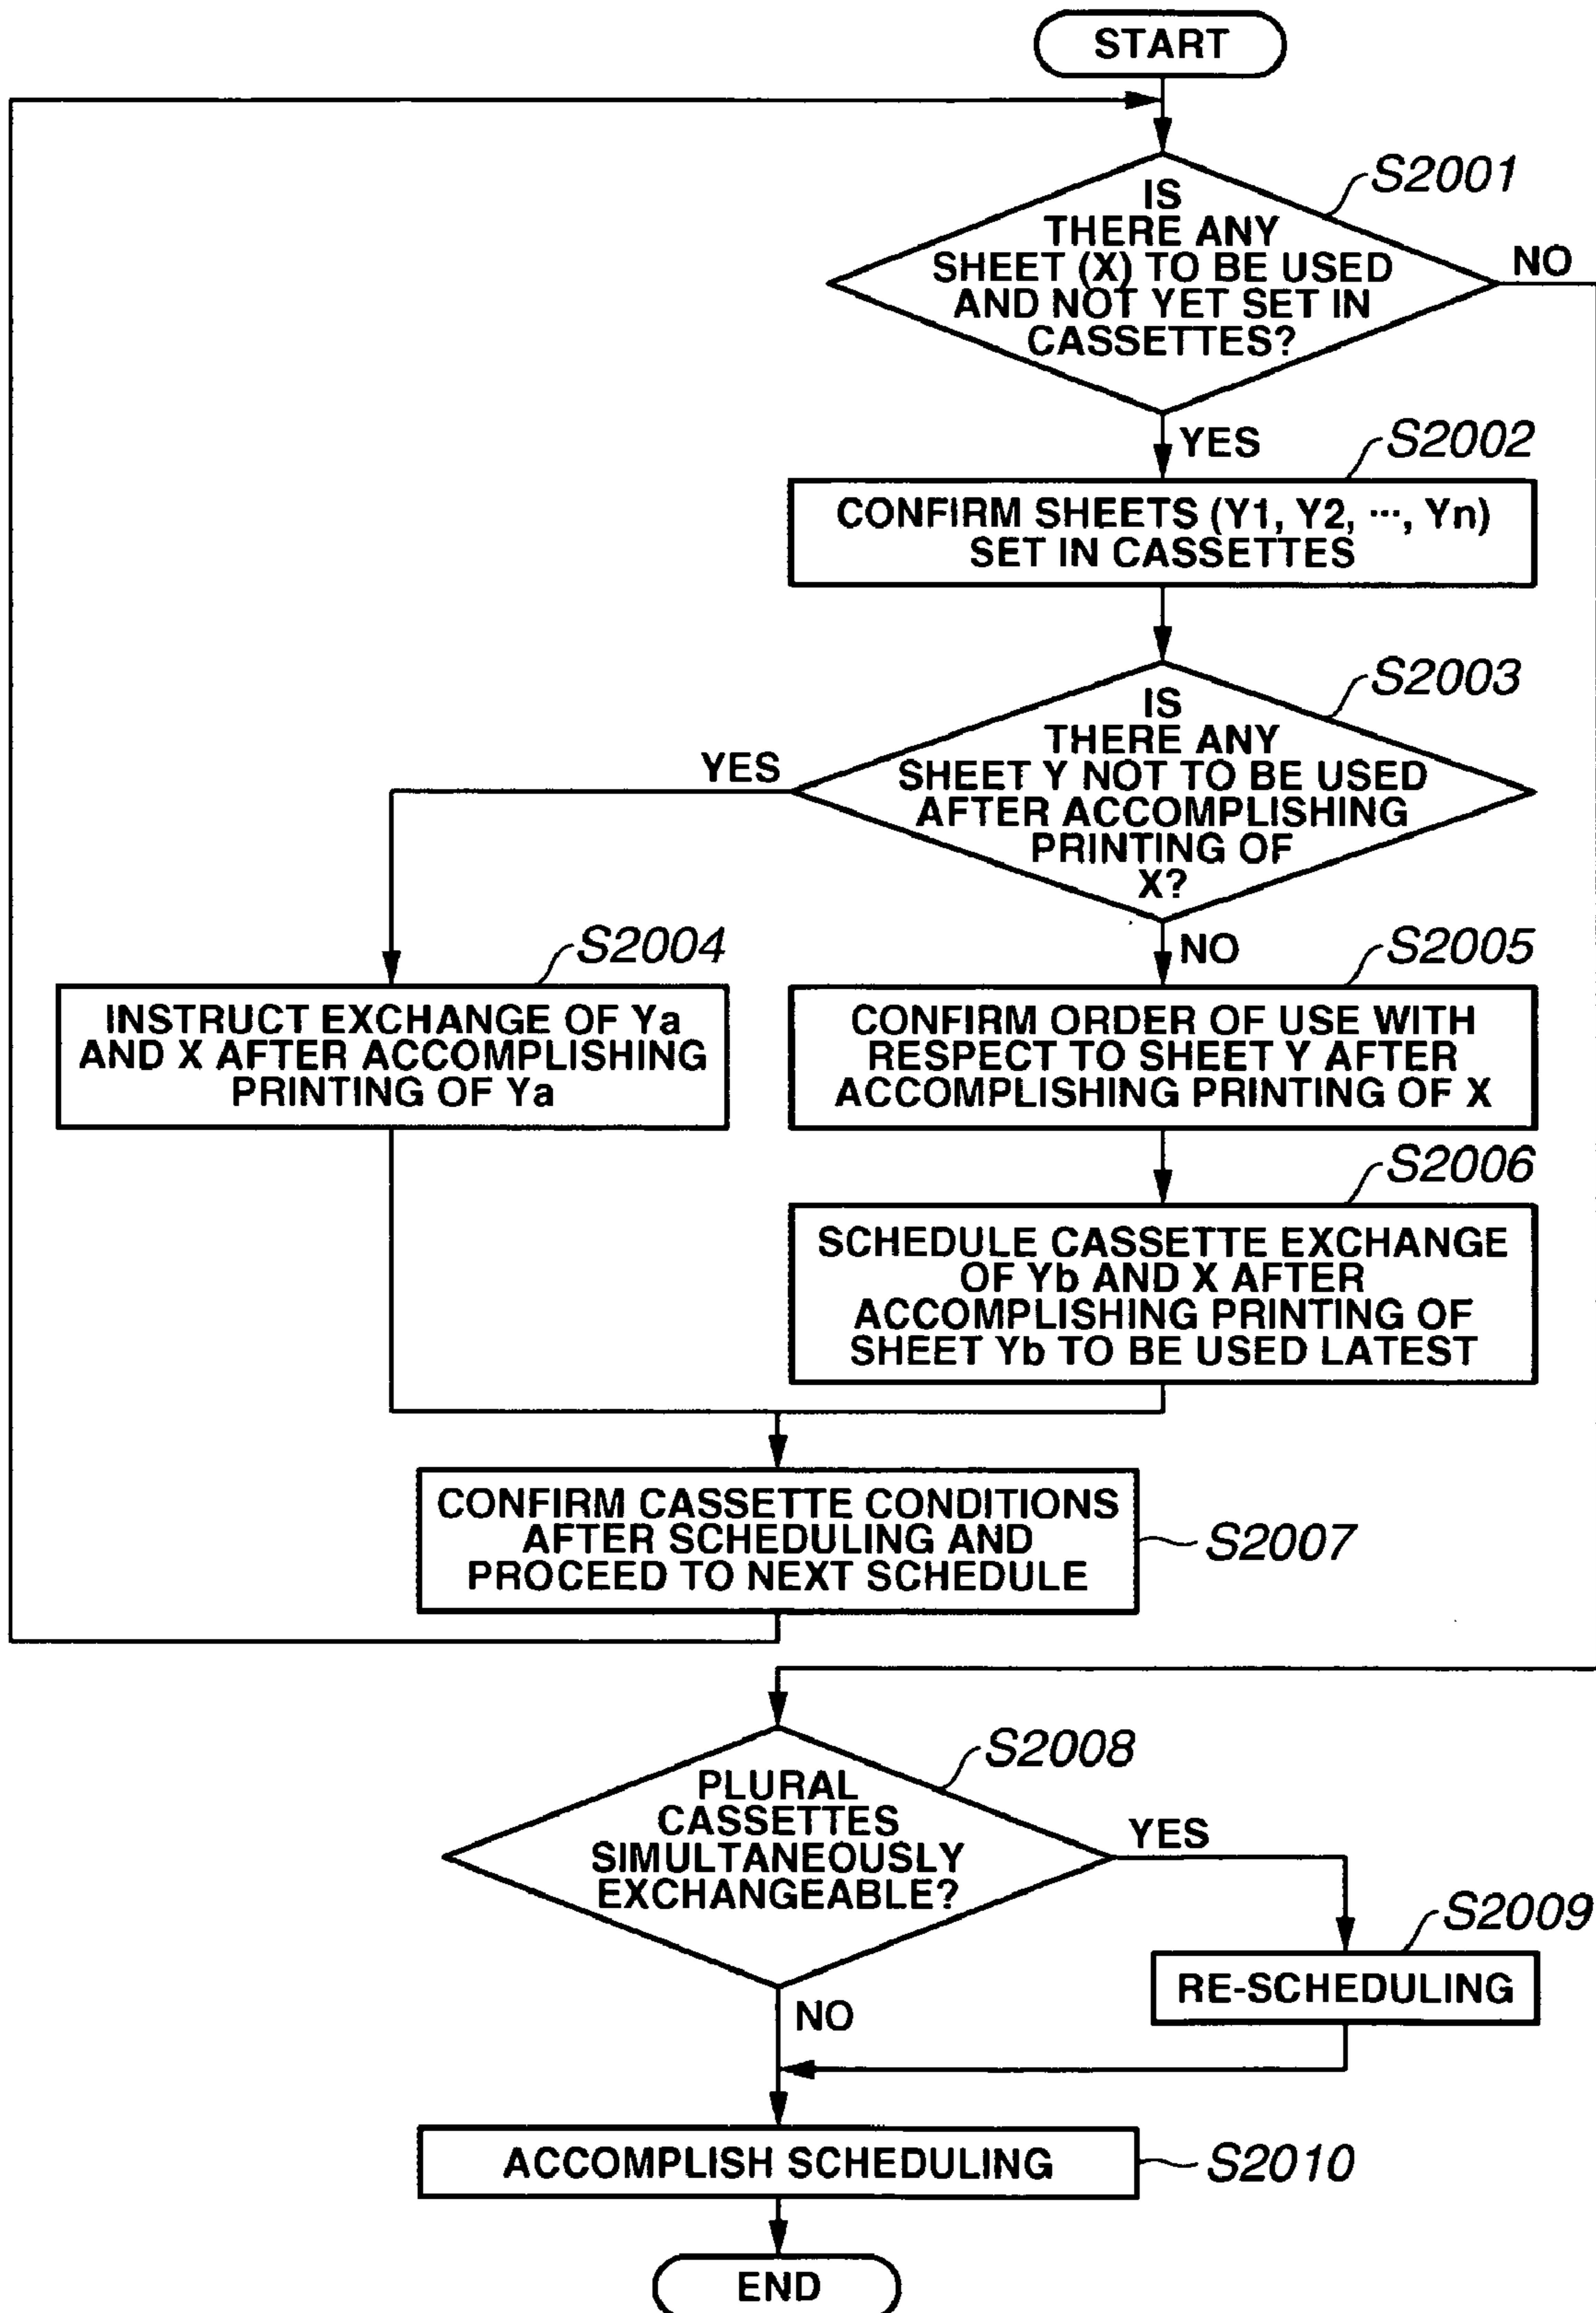 START
S2001
IS
THERE ANY
SHEET (X) TO BE USED
AND NOT YET SET IN
CASSETTES?
NO
YES
S2002
CONFIRM SHEETS (Y1, Y2, ···, Yn)
SET IN CASSETTES
S2003
IS
THERE ANY
SHEET Y NOT TO BE USED
AFTER ACCOMPLISHING
PRINTING OF
X?
YES
NO
S2004
INSTRUCT EXCHANGE OF Ya
AND X AFTER ACCOMPLISHING
PRINTING OF Ya
S2005
CONFIRM ORDER OF USE WITH
RESPECT TO SHEET Y AFTER
ACCOMPLISHING PRINTING OF X
S2006
SCHEDULE CASSETTE EXCHANGE
OF Yb AND X AFTER
ACCOMPLISHING PRINTING OF
SHEET Yb TO BE USED LATEST
CONFIRM CASSETTE CONDITIONS
AFTER SCHEDULING AND
PROCEED TO NEXT SCHEDULE
S2007
S2008
PLURAL
CASSETTES
SIMULTANEOUSLY
EXCHANGEABLE?
YES
S2009
RE-SCHEDULING
NO
ACCOMPLISH SCHEDULING
S2010
END